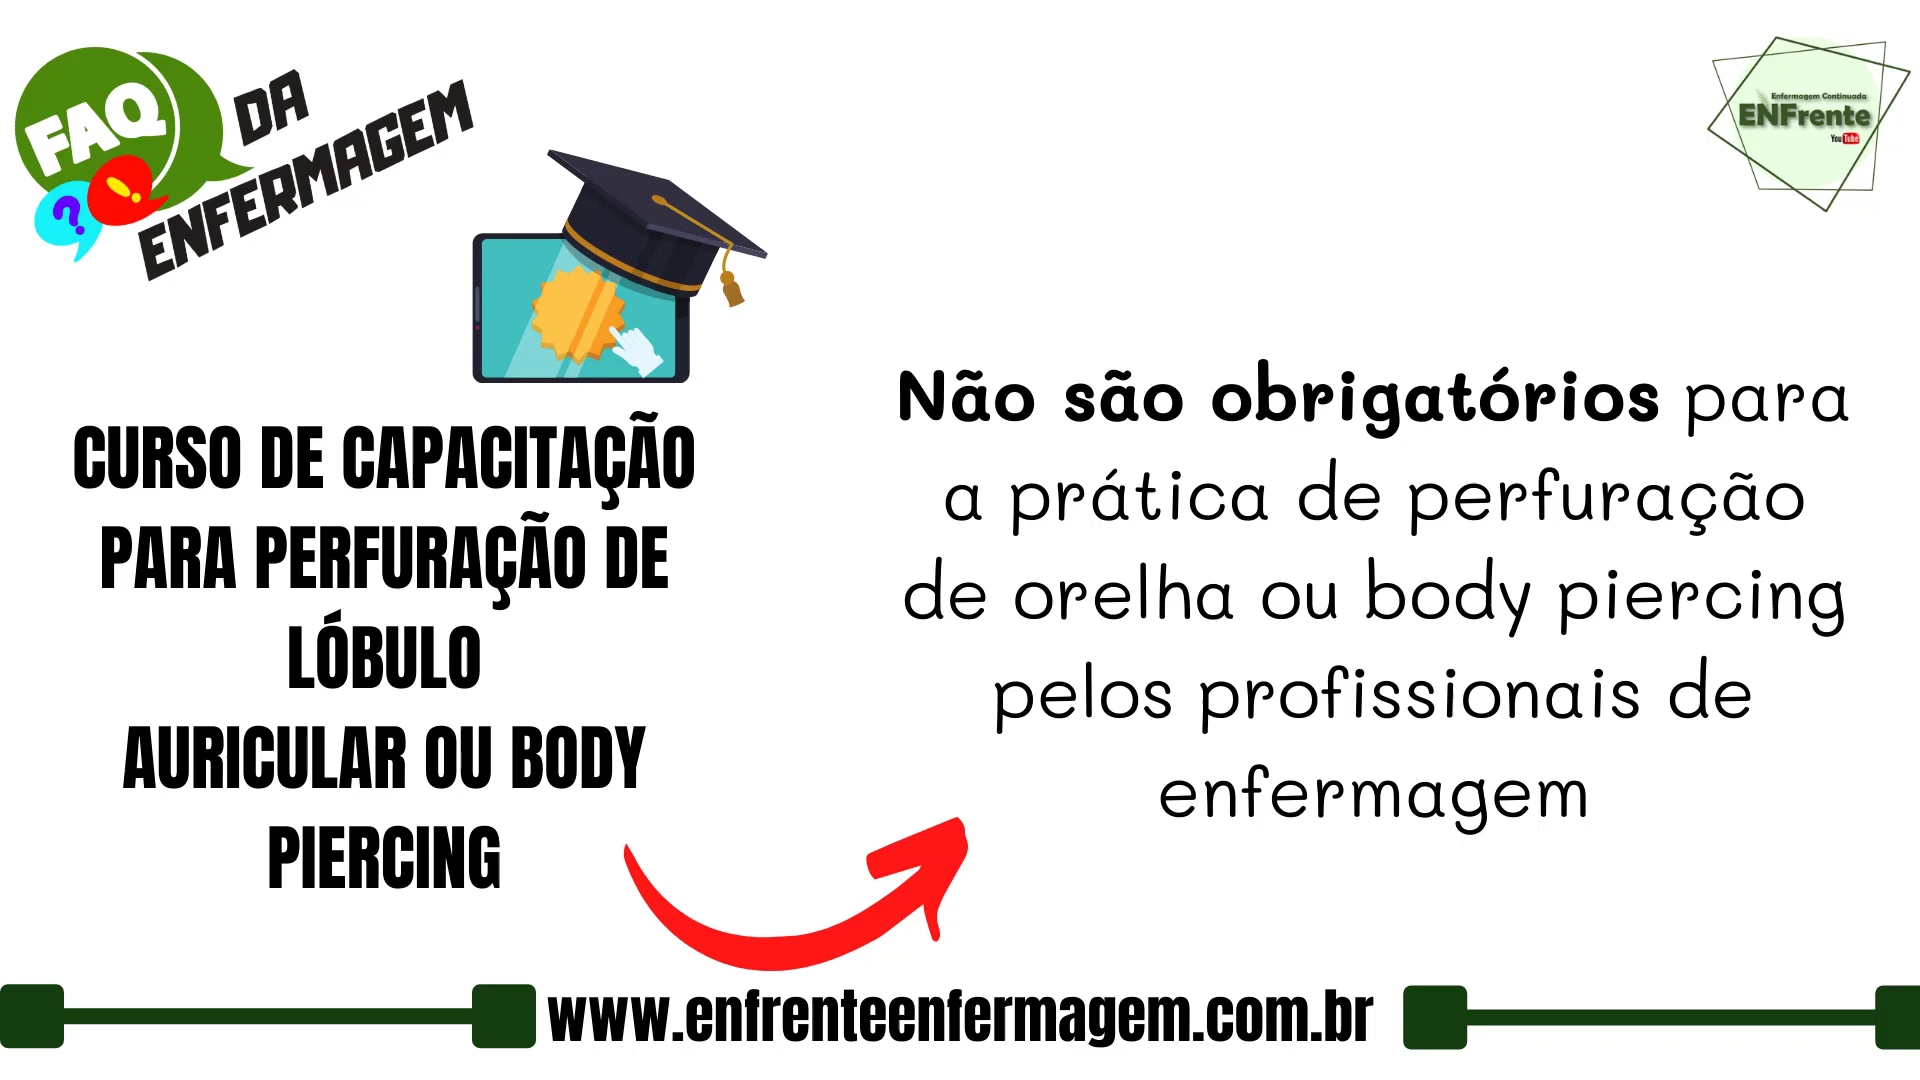 FAQ
DA
ENFERMAGEM
?
!
Enfermagem Continuada
ENFrente
YouTube
CURSO DE CAPACITAÇÃO
PARA PERFURAÇÃO DE
LÓBULO
AURICULAR OU BODY
PIERCING
Não são obrigatórios para
a prática de perfuração
de orelha ou body piercing
pelos profissionais de
enfermagem
www.enfrenteenfermagem.com.br